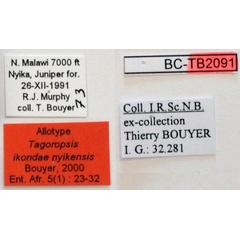 N. Malawi 7000 ft
Nyika, Juniper for.
26-XII-1991
R.J. Murphy
coll. T. Bouyer
73
BC-TB2091
Allotype
Tagoropsis
ikondae nyikensis
Bouyer, 2000
Ent. Afr. 5(1) : 23-32
Coll. I.R.Sc.N.B.
ex-collection
Thierry BOUYER
I. G.: 32.281